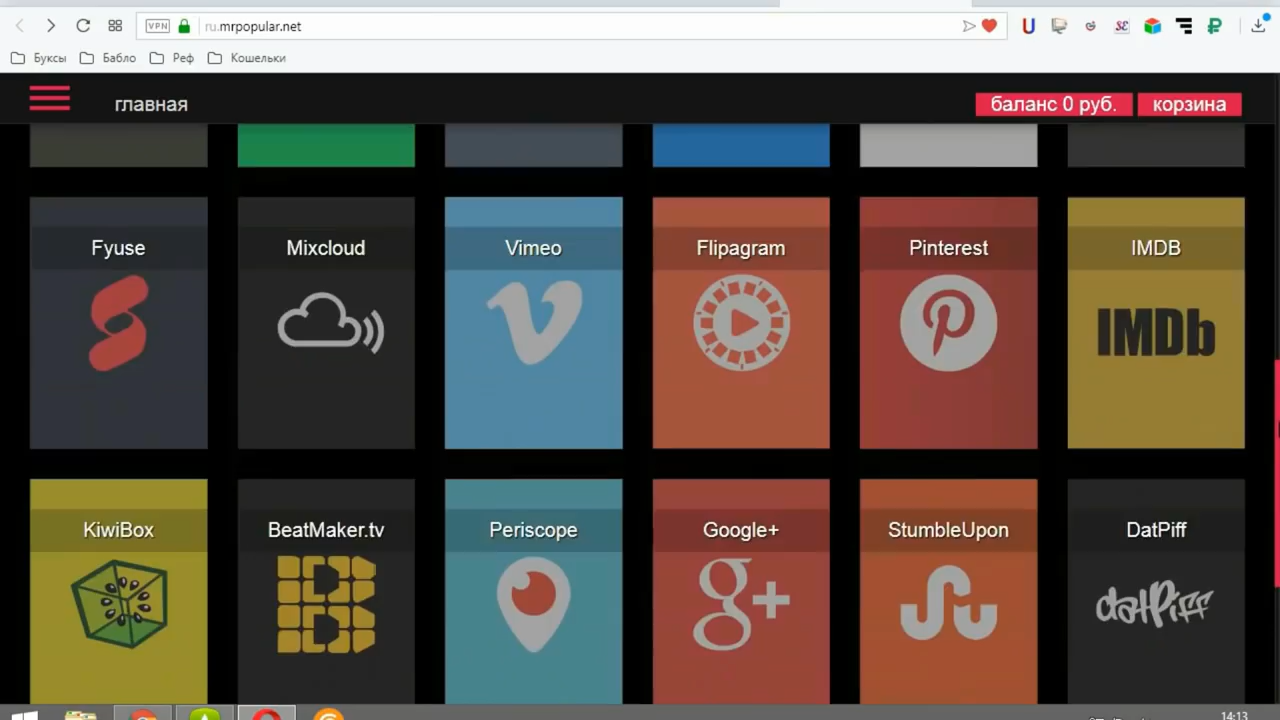 VPN ru.mrpopular.net
Буксы Бабло Реф Кошельки
главная баланс 0 руб. корзина
Fyuse Mixcloud Vimeo Flipagram Pinterest IMDB
IMDb
KiwiBox BeatMaker.tv Periscope Google+ StumbleUpon DatPiff
g+ datPiff
14:13